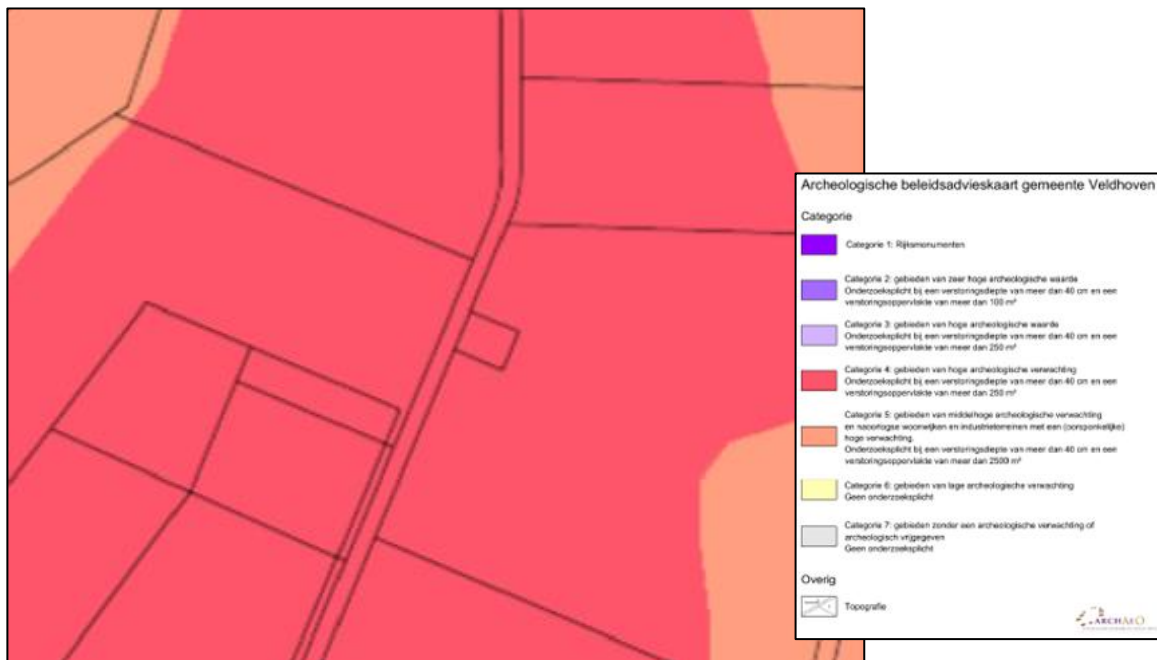 Archeologische beleidsadvieskaart gemeente Veldhoven
Categorie
Categorie 1: Rijksmonumenten
Categorie 2: gebieden van zeer hoge archeologische waarde
Onderzoeksplicht bij een verstoringsdiepte van meer dan 40 cm en een
verstoringsoppervlakte van meer dan 100 m²
Categorie 3: gebieden van hoge archeologische waarde
Onderzoeksplicht bij een verstoringsdiepte van meer dan 40 cm en een
verstoringsoppervlakte van meer dan 250 m²
Categorie 4: gebieden van hoge archeologische verwachting
Onderzoeksplicht bij een verstoringsdiepte van meer dan 40 cm en een
verstoringsoppervlakte van meer dan 250 m²
Categorie 5: gebieden van middelhoge archeologische verwachting
en naoorlogse woonwijken en industrieterreinen met een (oorspronkelijke)
hoge verwachting.
Onderzoeksplicht bij een verstoringsdiepte van meer dan 40 cm en een
verstoringsoppervlakte van meer dan 2500 m²
Categorie 6: gebieden van lage archeologische verwachting
Geen onderzoeksplicht
Categorie 7: gebieden zonder een archeologische verwachting of
archeologisch vrijgegeven
Geen onderzoeksplicht
Overig
Topografie
ARCHAEO